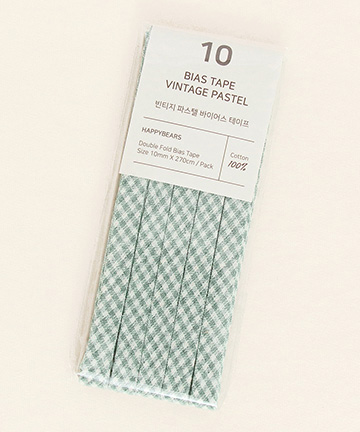 10
BIAS TAPE
VINTAGE PASTEL
빈티지 파스텔 바이어스 테이프
HAPPYBEARS
Double Fold Bias Tape
Size 10mm X 270cm / Pack
Cotton
100%